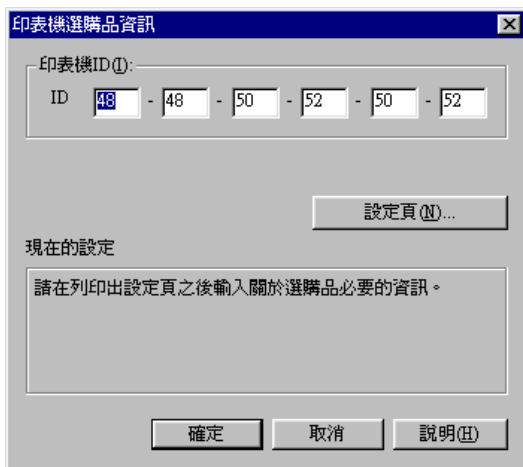 印表機選購品資訊
印表機ID(I):
ID 48 - 48 - 50 - 52 - 50 - 52
設定頁(N)...
現在的設定
請在列印出設定頁之後輸入關於選購品必要的資訊。
確定 取消 說明(H)